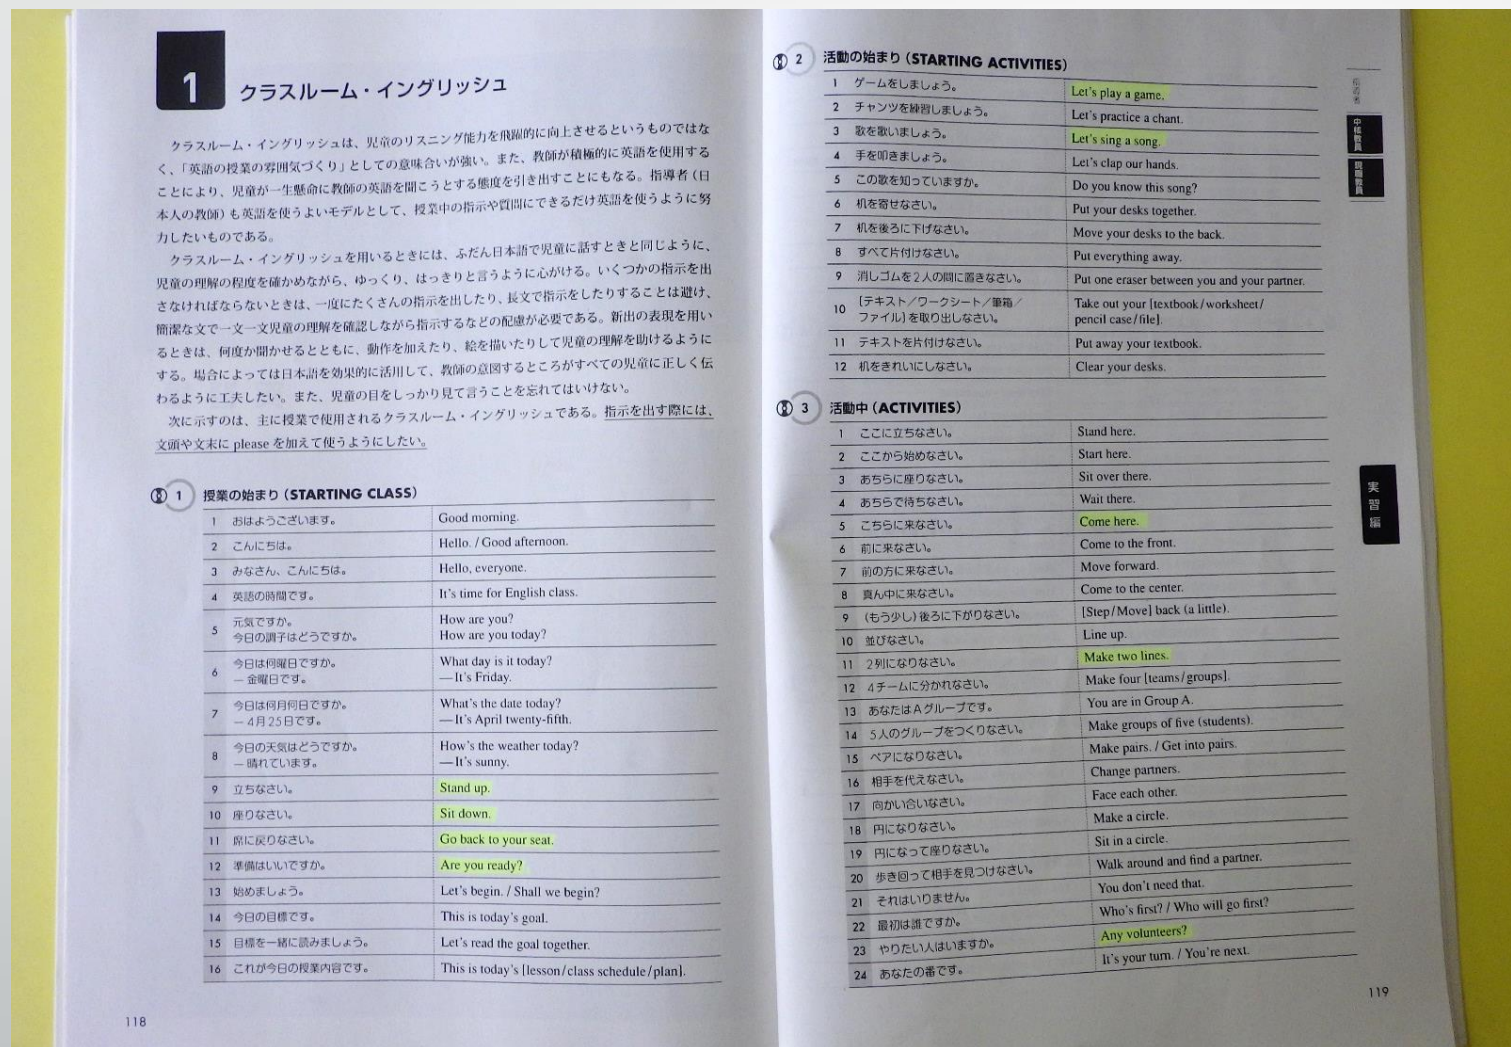 1
クラスルーム・イングリッシュ
クラスルーム・イングリッシュは、児童のリスニング能力を飛躍的に向上させるというものではな
く、「英語の授業の雰囲気づくり」としての意味合いが強い。また、教師が積極的に英語を使用する
ことにより、児童が一生懸命に教師の英語を聞こうとする態度を引き出すことにもなる。指導者（日
本人の教師）も英語を使うよいモデルとして、授業中の指示や質問にできるだけ英語を使うように努
力したいものである。
クラスルーム・イングリッシュを用いるときには、ふだん日本語で児童に話すときと同じように、
児童の理解の程度を確かめながら、ゆっくり、はっきりと言うように心がける。いくつかの指示を出
さなければならないときは、一度にたくさんの指示を出したり、長文で指示をしたりすることは避け、
簡潔な文で一文一文児童の理解を確認しながら指示するなどの配慮が必要である。新出の表現を用い
るときは、何度か聞かせるとともに、動作を加えたり、絵を描いたりして児童の理解を助けるように
する。場合によっては日本語を効果的に活用して、教師の意図するところがすべての児童に正しく伝
わるように工夫したい。また、児童の目をしっかり見て言うことを忘れてはいけない。
次に示すのは、主に授業で使用されるクラスルーム・イングリッシュである。指示を出す際には、
文頭や文末に please を加えて使うようにしたい。
1 授業の始まり（STARTING CLASS）
1 おはようございます。 Good morning.
2 こんにちは。 Hello. / Good afternoon.
3 みなさん、こんにちは。 Hello, everyone.
4 英語の時間です。 It's time for English class.
5 元気ですか。 How are you?
今日の調子はどうですか。 How are you today?
6 今日は何曜日ですか。 What day is it today?
— 金曜日です。 — It's Friday.
7 今日は何月何日ですか。 What's the date today?
— 4月25日です。 — It's April twenty-fifth.
8 今日の天気はどうですか。 How's the weather today?
— 晴れています。 — It's sunny.
9 立ちなさい。 Stand up.
10 座りなさい。 Sit down.
11 席に戻りなさい。 Go back to your seat.
12 準備はいいですか。 Are you ready?
13 始めましょう。 Let's begin. / Shall we begin?
14 今日の目標です。 This is today's goal.
15 目標を一緒に読みましょう。 Let's read the goal together.
16 これが今日の授業内容です。 This is today's [lesson/class schedule/plan].
118
2 活動の始まり（STARTING ACTIVITIES）
1 ゲームをしましょう。 Let's play a game.
2 チャンツを練習しましょう。 Let's practice a chant.
3 歌を歌いましょう。 Let's sing a song.
4 手を叩きましょう。 Let's clap our hands.
5 この歌を知っていますか。 Do you know this song?
6 机を寄せなさい。 Put your desks together.
7 机を後ろに下げなさい。 Move your desks to the back.
8 すべて片付けなさい。 Put everything away.
9 消しゴムを2人の間に置きなさい。 Put one eraser between you and your partner.
10 [テキスト／ワークシート／筆箱／ Take out your [textbook/worksheet/
ファイル]を取り出しなさい。 pencil case/file].
11 テキストを片付けなさい。 Put away your textbook.
12 机をきれいにしなさい。 Clear your desks.
3 活動中（ACTIVITIES）
1 ここに立ちなさい。 Stand here.
2 ここから始めなさい。 Start here.
3 あちらに座りなさい。 Sit over there.
4 あちらで待ちなさい。 Wait there.
5 こちらに来なさい。 Come here.
6 前に来なさい。 Come to the front.
7 前の方に来なさい。 Move forward.
8 真ん中に来なさい。 Come to the center.
9 （もう少し）後ろに下がりなさい。 [Step/Move] back (a little).
10 並びなさい。 Line up.
11 2列になりなさい。 Make two lines.
12 4チームに分かれなさい。 Make four [teams/groups].
13 あなたはAグループです。 You are in Group A.
14 5人のグループをつくりなさい。 Make groups of five (students).
15 ペアになりなさい。 Make pairs. / Get into pairs.
16 相手を代えなさい。 Change partners.
17 向かい合いなさい。 Face each other.
18 円になりなさい。 Make a circle.
19 円になって座りなさい。 Sit in a circle.
20 歩き回って相手を見つけなさい。 Walk around and find a partner.
21 それはいりません。 You don't need that.
22 最初は誰ですか。 Who's first? / Who will go first?
23 やりたい人はいますか。 Any volunteers?
24 あなたの番です。 It's your turn. / You're next.
指導者
中核教員
現職教員
実習編
119